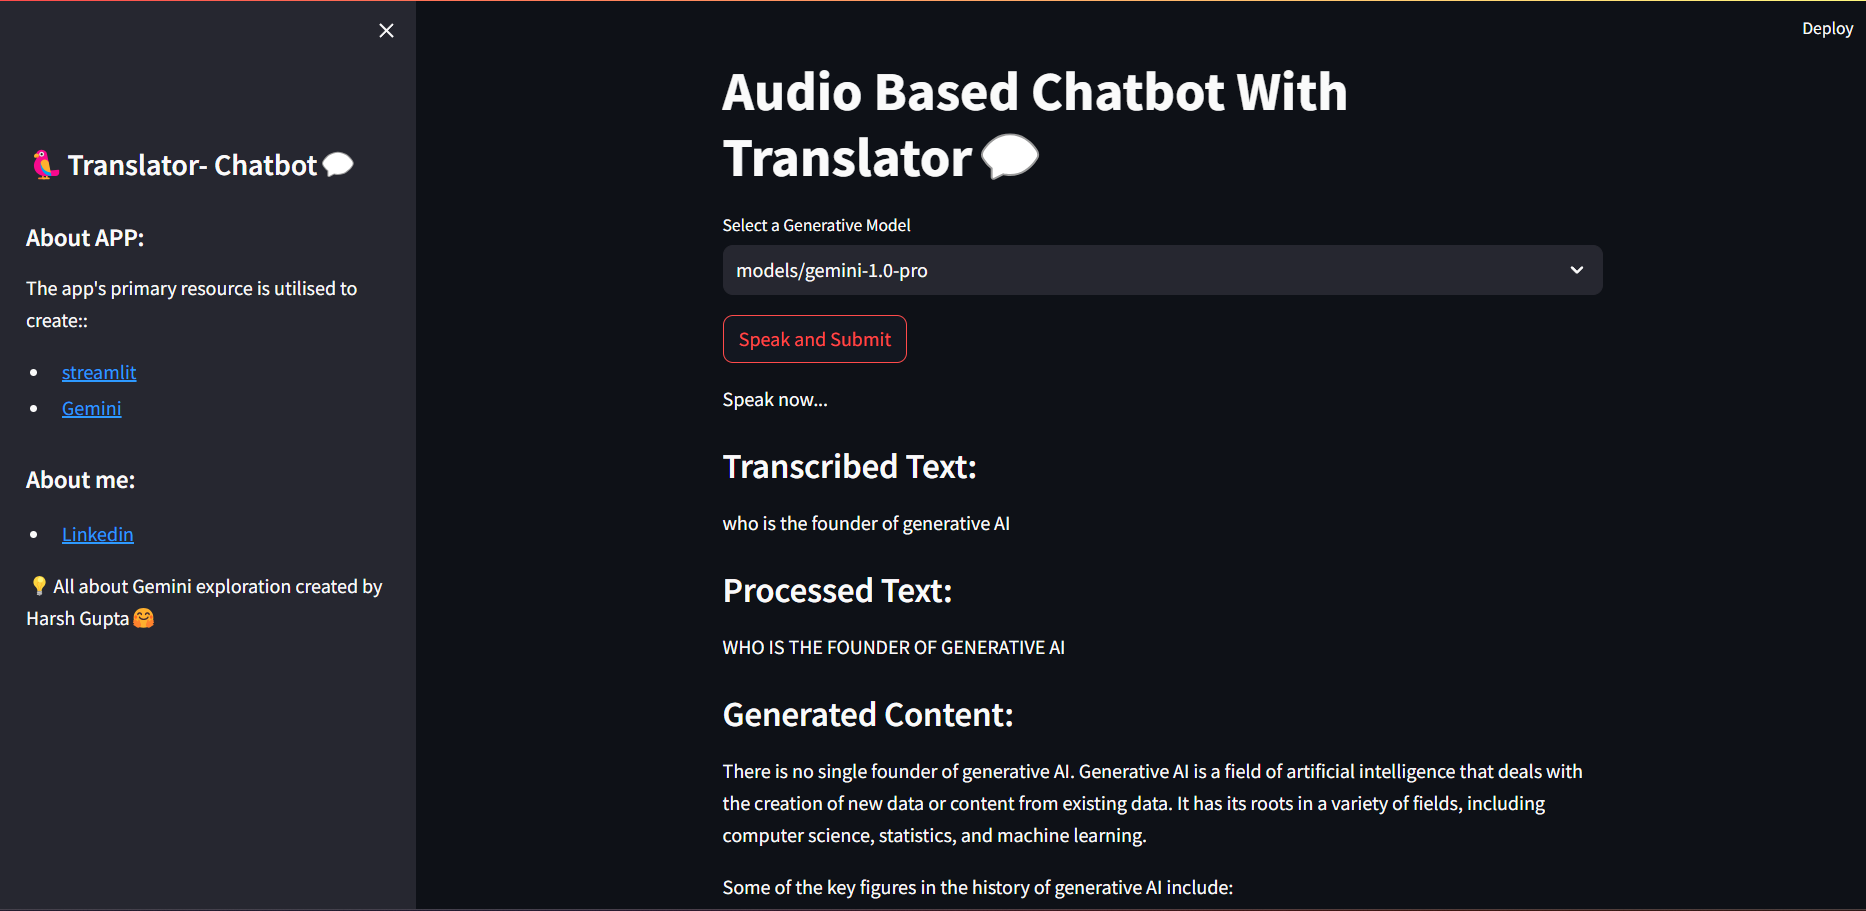 Deploy
🦜 Translator- Chatbot 💬
About APP:
The app's primary resource is utilised to
create::
streamlit
Gemini
About me:
Linkedin
💡 All about Gemini exploration created by
Harsh Gupta 🤗
Audio Based Chatbot With
Translator 💬
Select a Generative Model
models/gemini-1.0-pro
Speak and Submit
Speak now...
Transcribed Text:
who is the founder of generative AI
Processed Text:
WHO IS THE FOUNDER OF GENERATIVE AI
Generated Content:
There is no single founder of generative AI. Generative AI is a field of artificial intelligence that deals with
the creation of new data or content from existing data. It has its roots in a variety of fields, including
computer science, statistics, and machine learning.
Some of the key figures in the history of generative AI include: